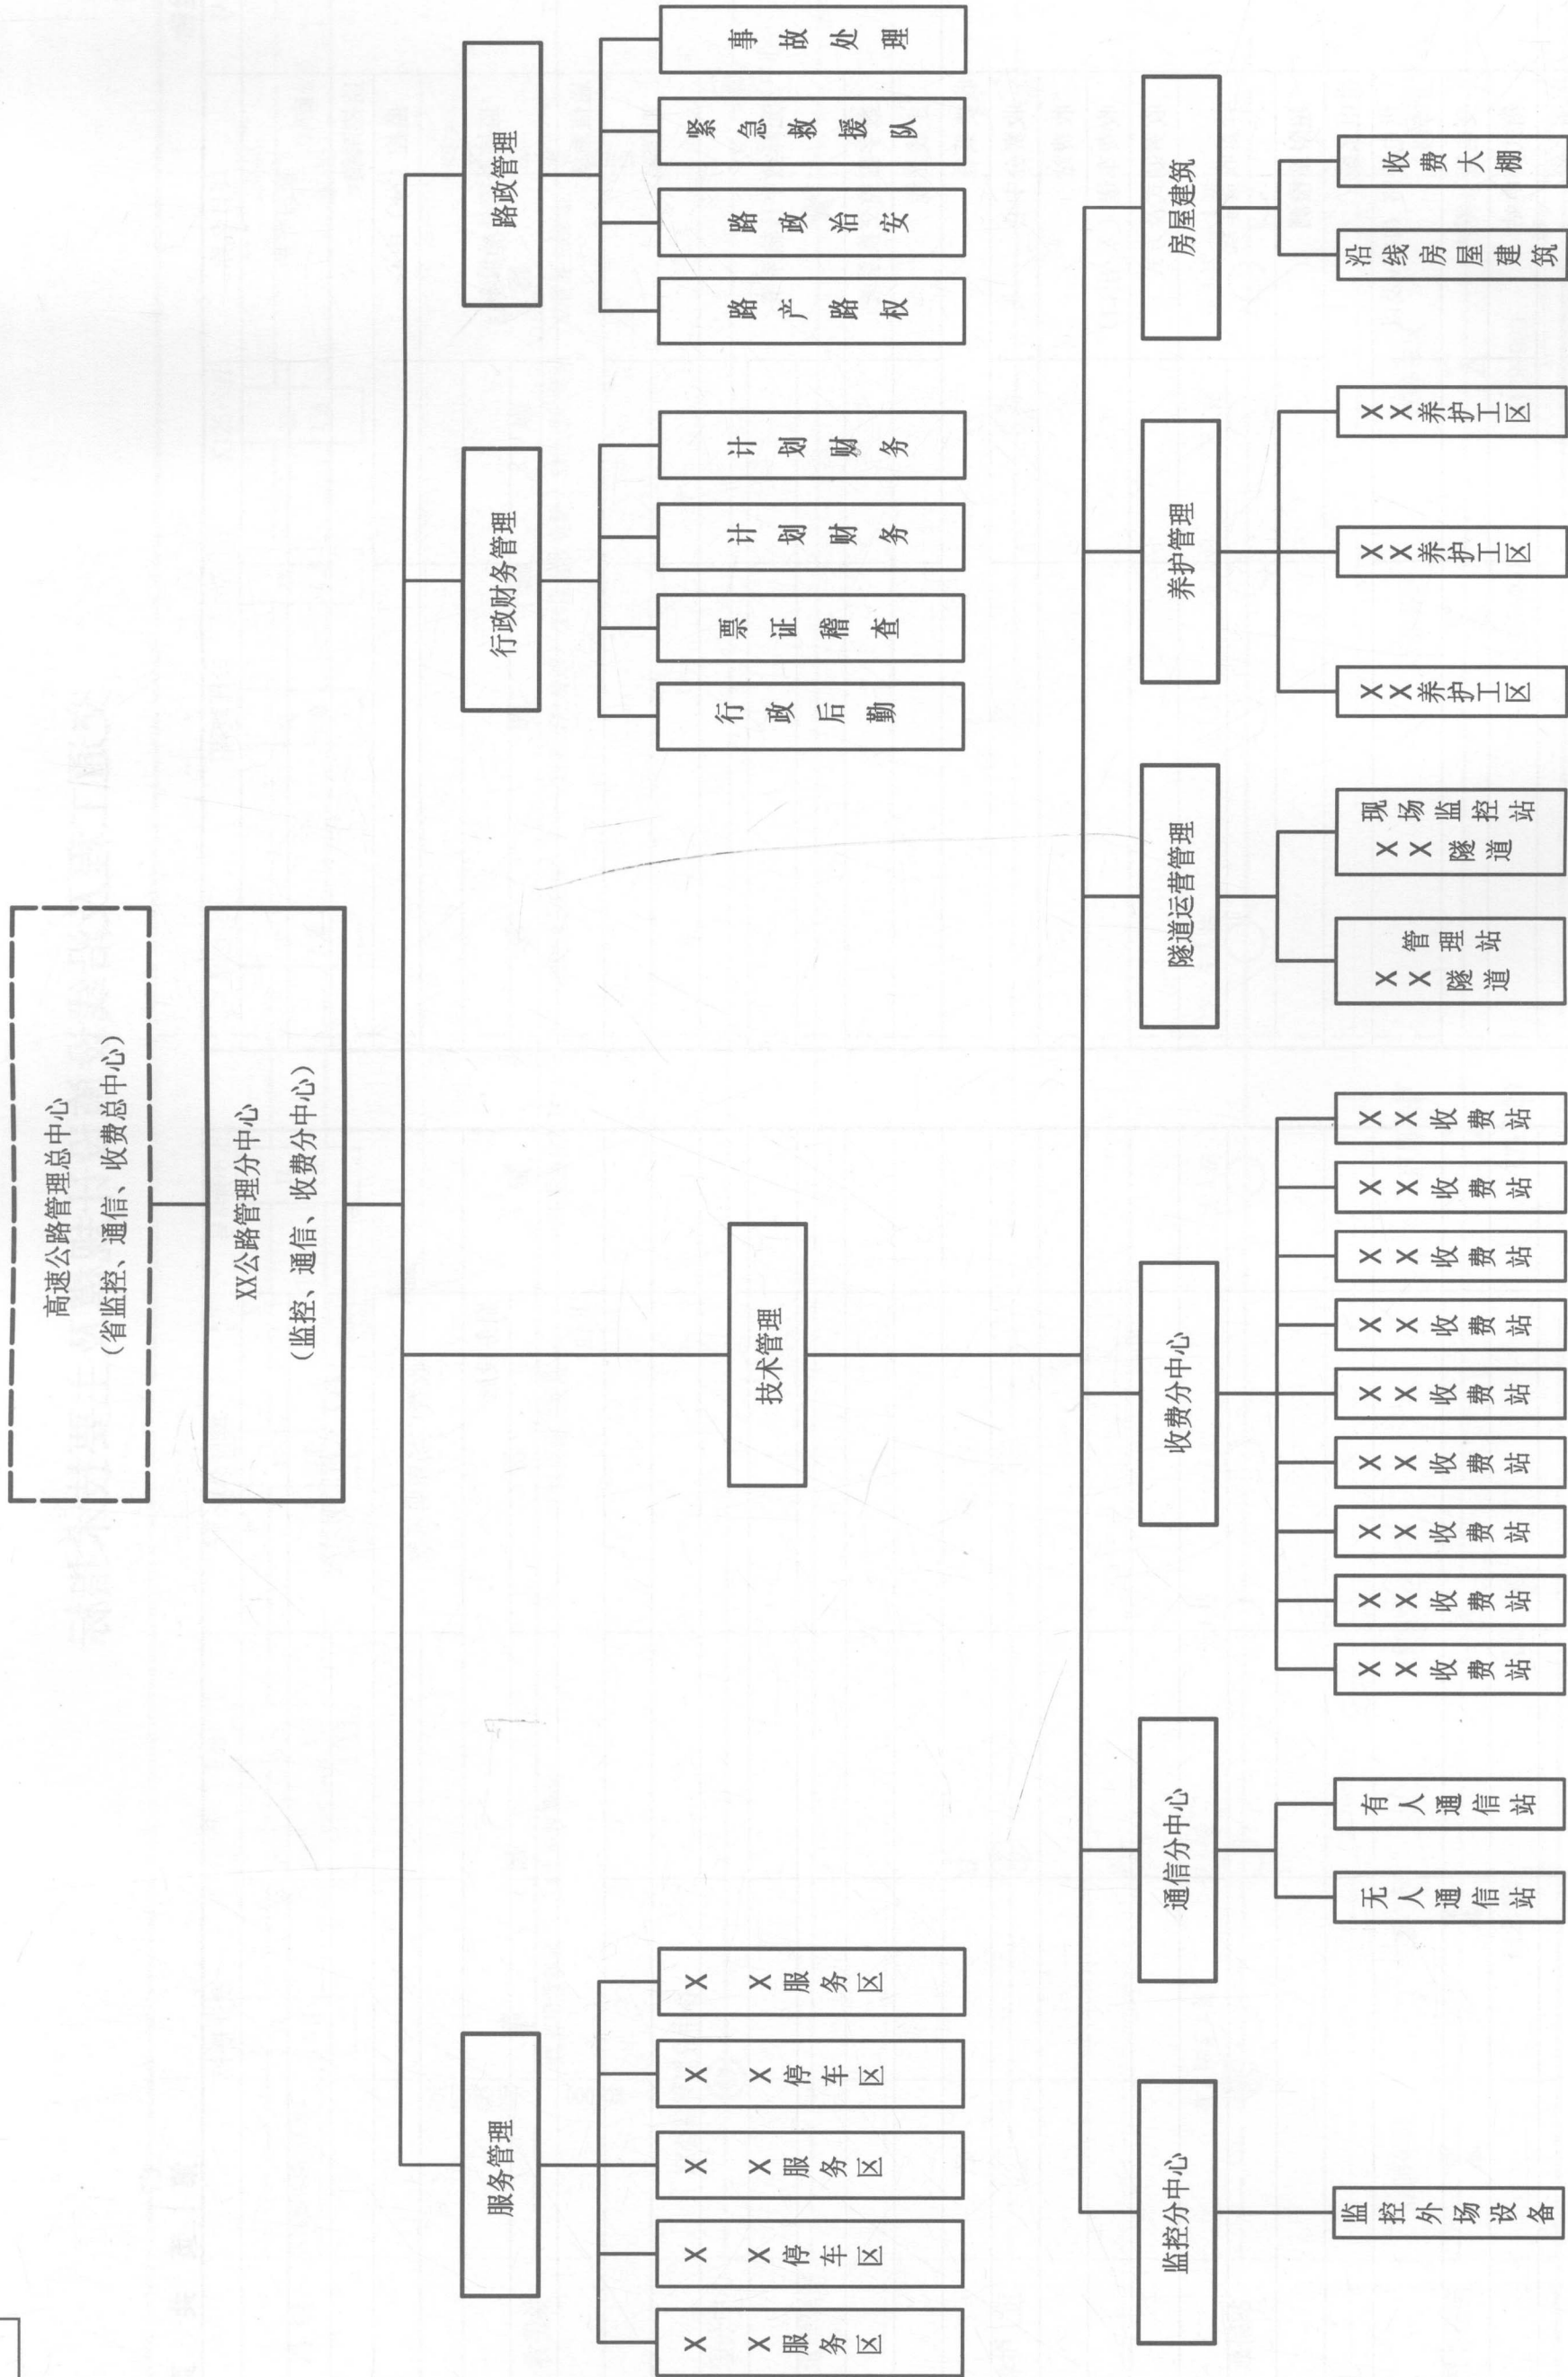 高速公路管理总中心
(省监控、通信、收费总中心)
XX公路管理分中心
(监控、通信、收费分中心)
服务管理
行政财务管理
路政管理
XX服务区
XX停车区
XX服务区
XX停车区
XX服务区
行政后勤
票证稽查
计划财务
计划财务
路产路权
路政治安
紧急救援队
事故处理
技术管理
监控分中心
通信分中心
收费分中心
隧道运营管理
养护管理
房屋建筑
监控外场设备
无人通信站
有人通信站
XX收费站
XX收费站
XX收费站
XX收费站
XX收费站
XX收费站
XX收费站
XX收费站
XX收费站
XX隧道
管理站
XX隧道
现场监控站
XX养护工区
XX养护工区
XX养护工区
沿线房屋建筑
收费大棚